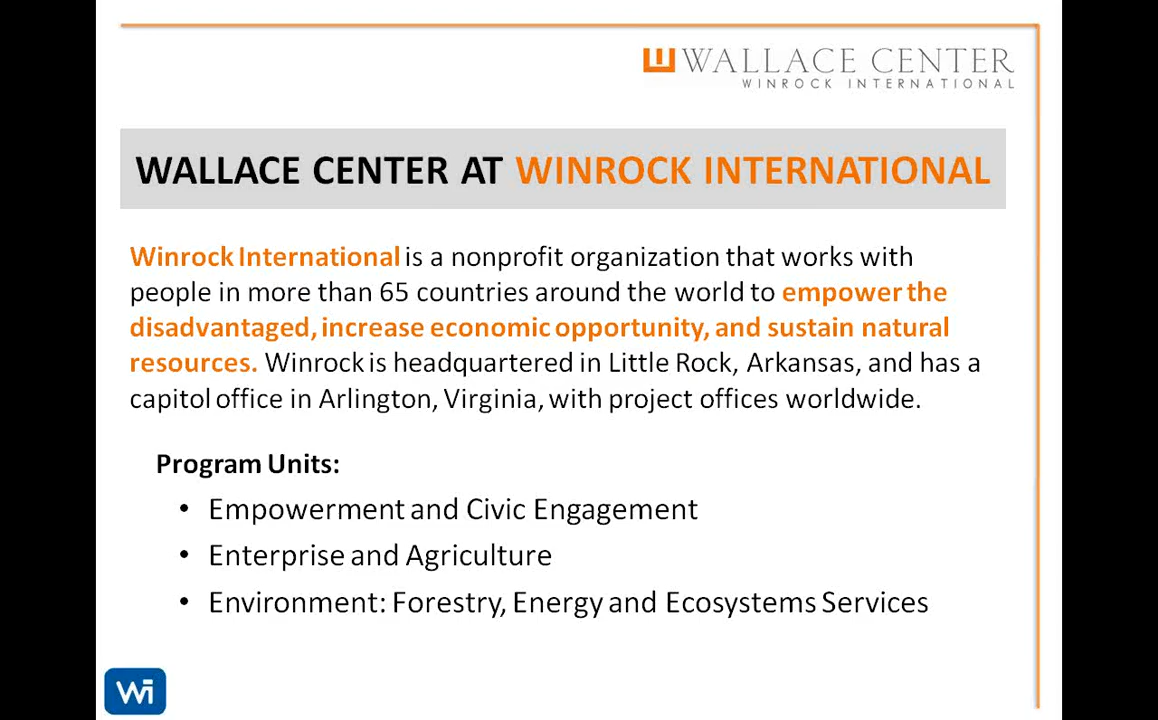 WALLACE CENTER
WINROCK INTERNATIONAL
WALLACE CENTER AT WINROCK INTERNATIONAL
Winrock International is a nonprofit organization that works with
people in more than 65 countries around the world to empower the
disadvantaged, increase economic opportunity, and sustain natural
resources. Winrock is headquartered in Little Rock, Arkansas, and has a
capitol office in Arlington, Virginia, with project offices worldwide.
Program Units:
• Empowerment and Civic Engagement
• Enterprise and Agriculture
• Environment: Forestry, Energy and Ecosystems Services
Wi